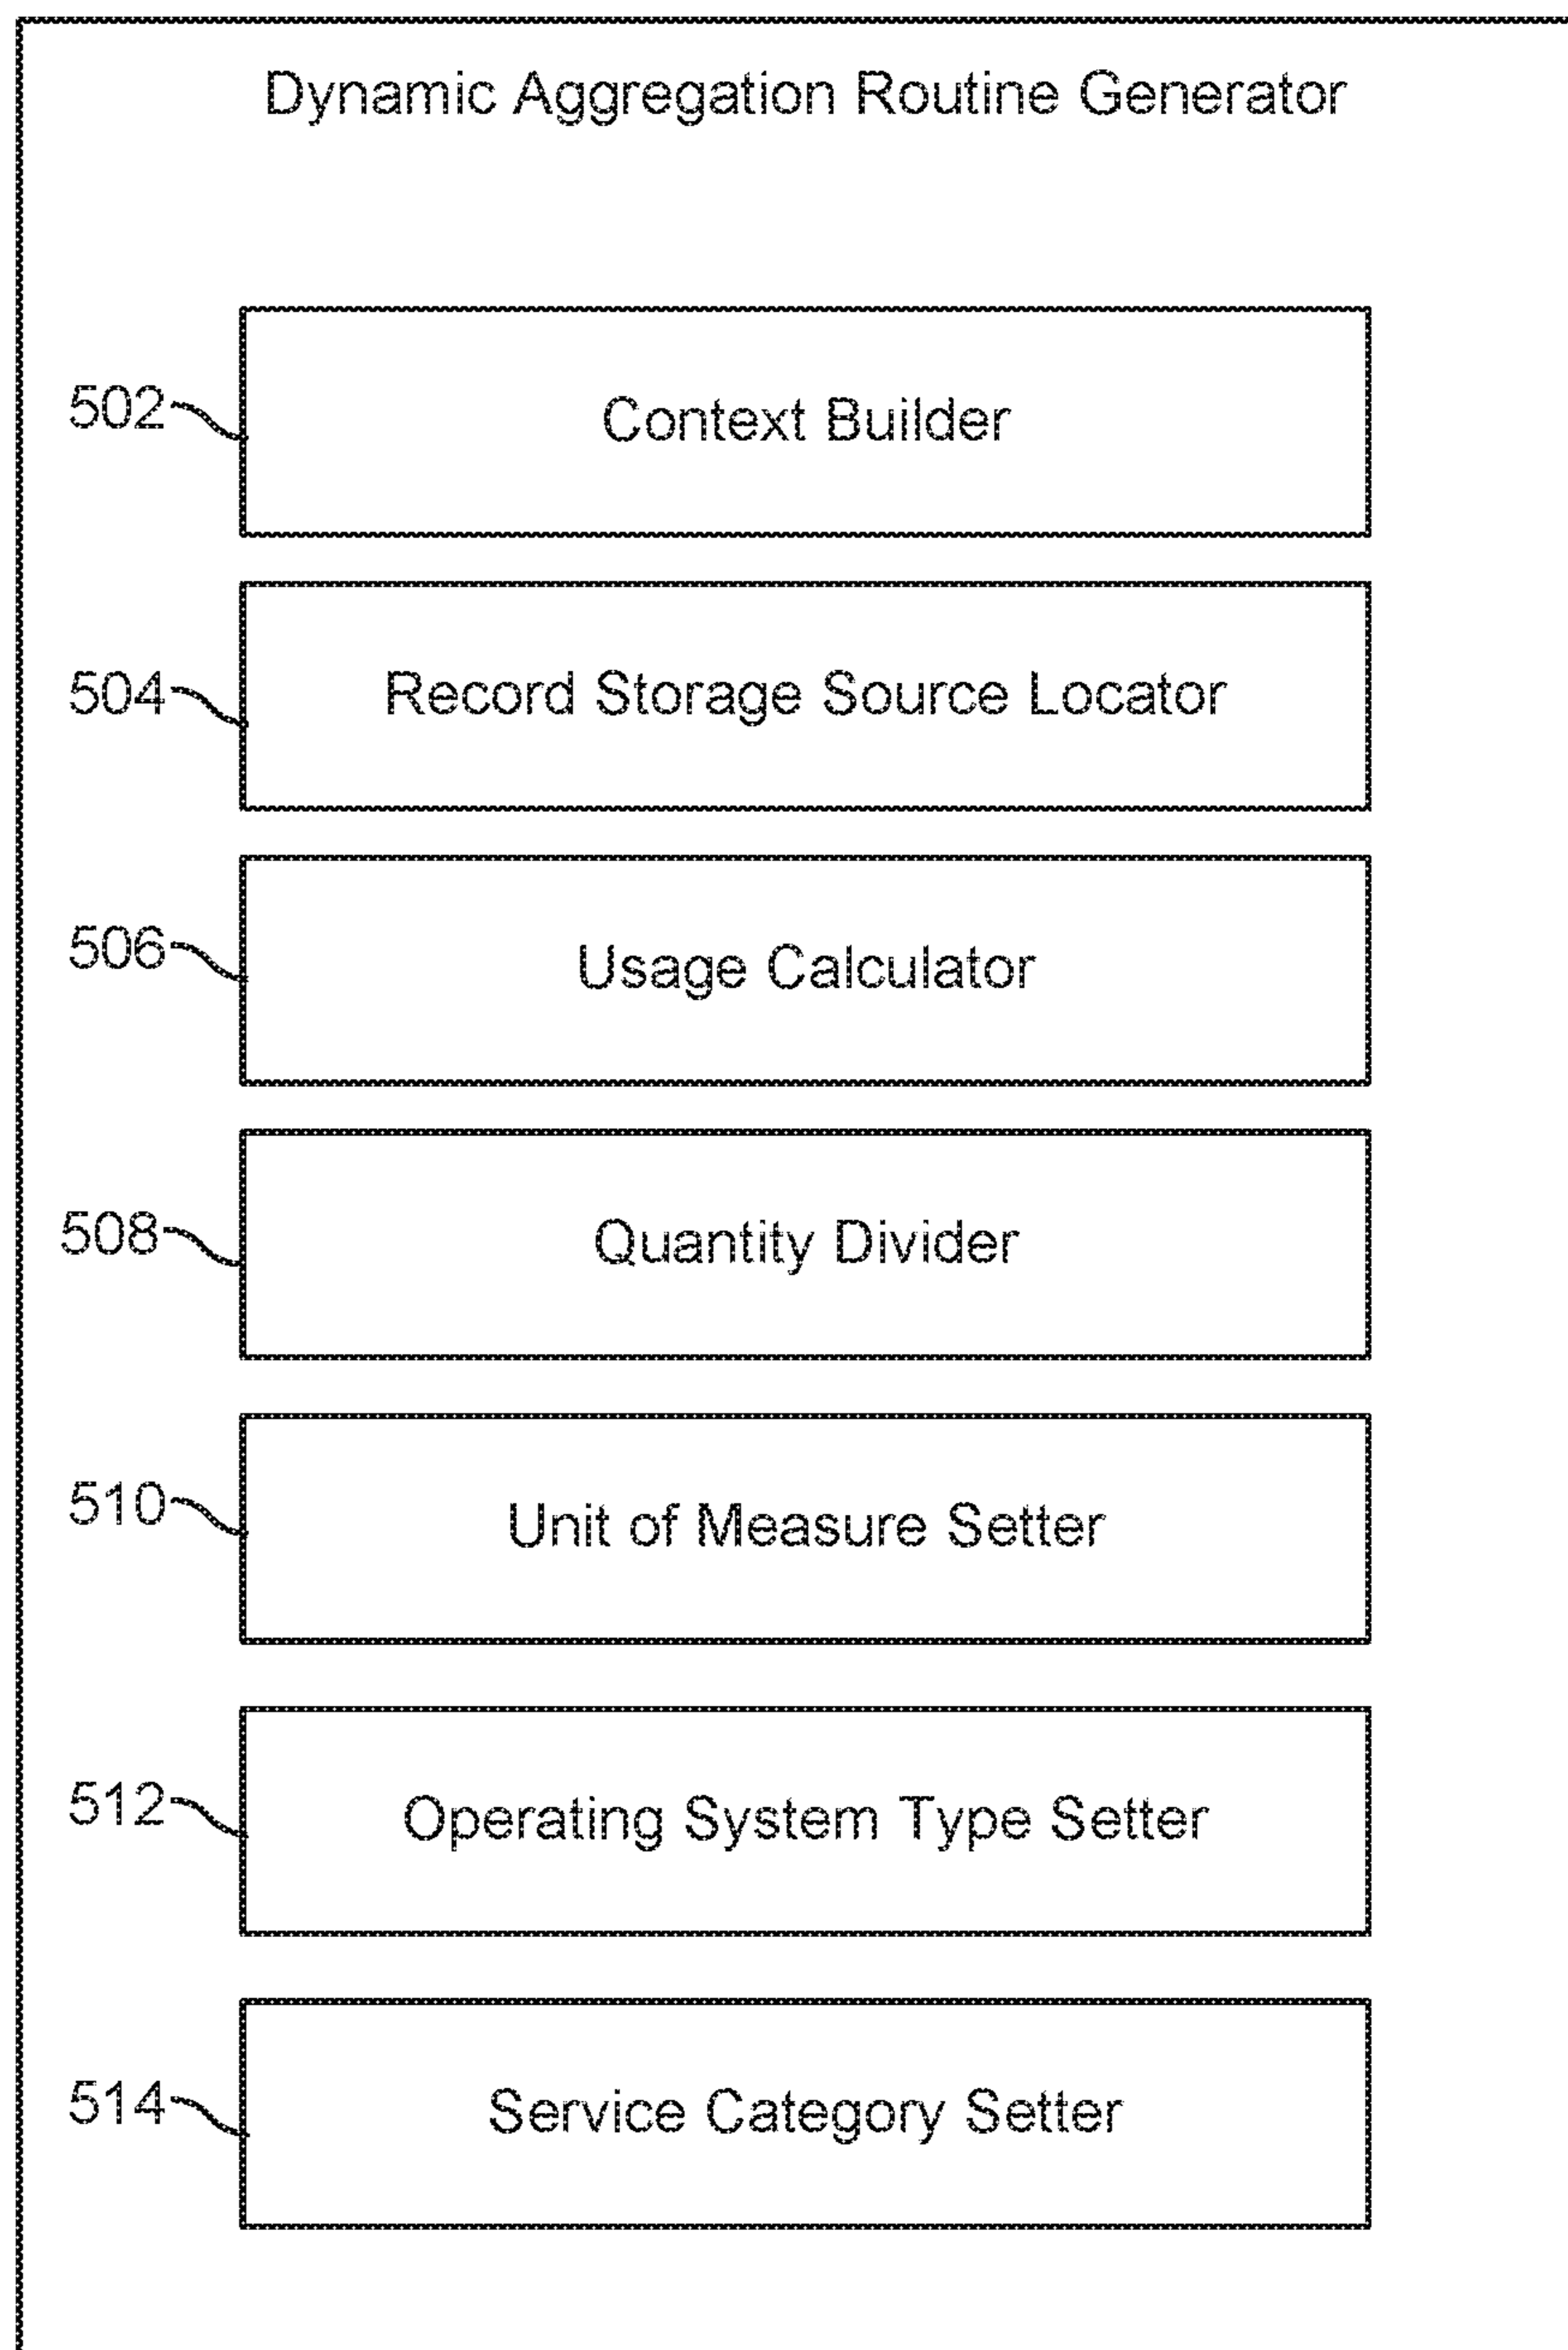 Dynamic Aggregation Routine Generator
502
Context Builder
504
Record Storage Source Locator
506
Usage Calculator
508
Quantity Divider
510
Unit of Measure Setter
512
Operating System Type Setter
514
Service Category Setter